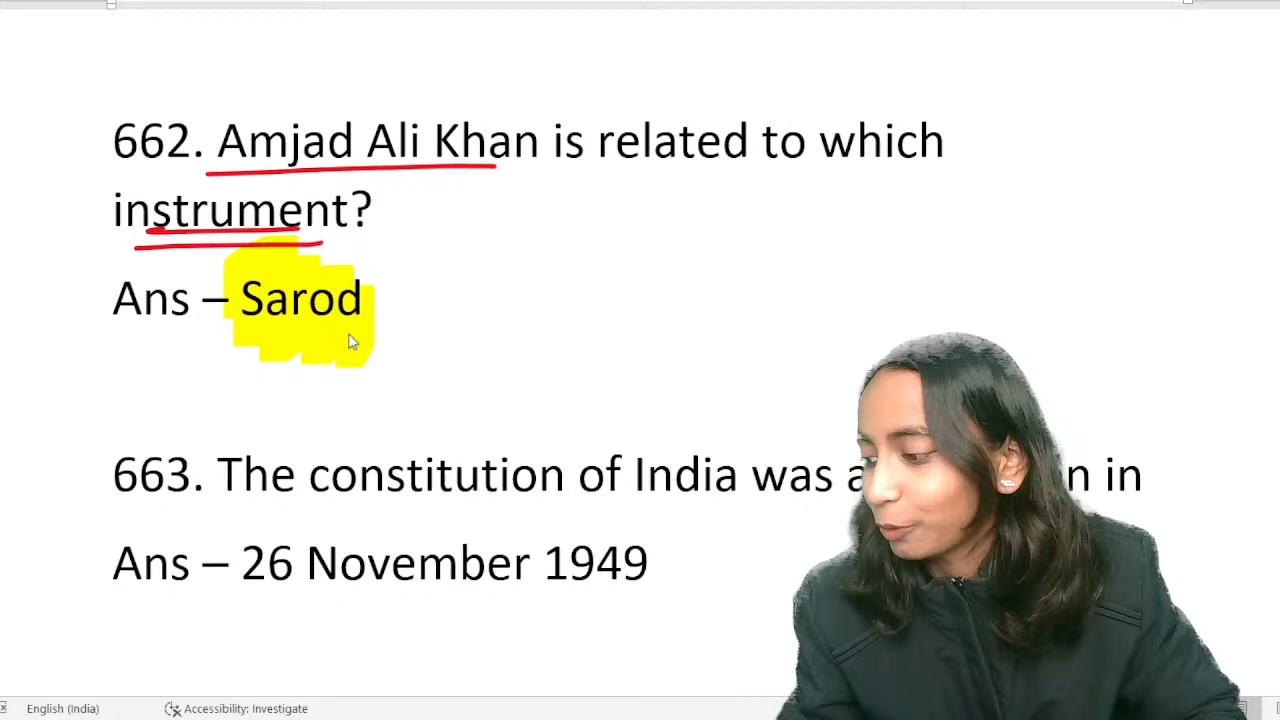 662. Amjad Ali Khan is related to which
instrument?
Ans – Sarod
663. The constitution of India was in
Ans – 26 November 1949
English (India) Accessibility: Investigate